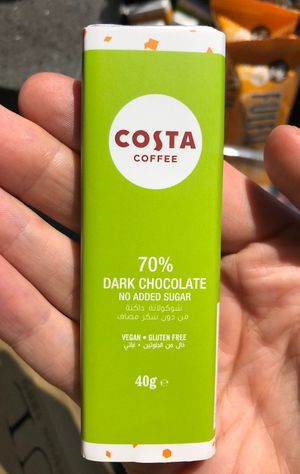 COSTA
COFFEE
70%
DARK CHOCOLATE
NO ADDED SUGAR
شوكولاتة داكنة
من دون سكر مضاف
VEGAN • GLUTEN FREE
خال من الجلوتين • نباتي
40g ℮